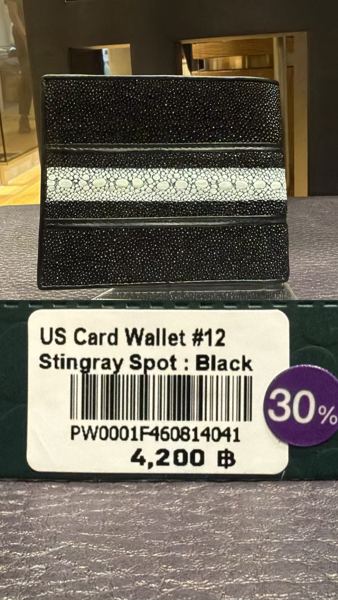 US Card Wallet #12
Stingray Spot : Black
PW0001F460814041
4,200 ฿
30%